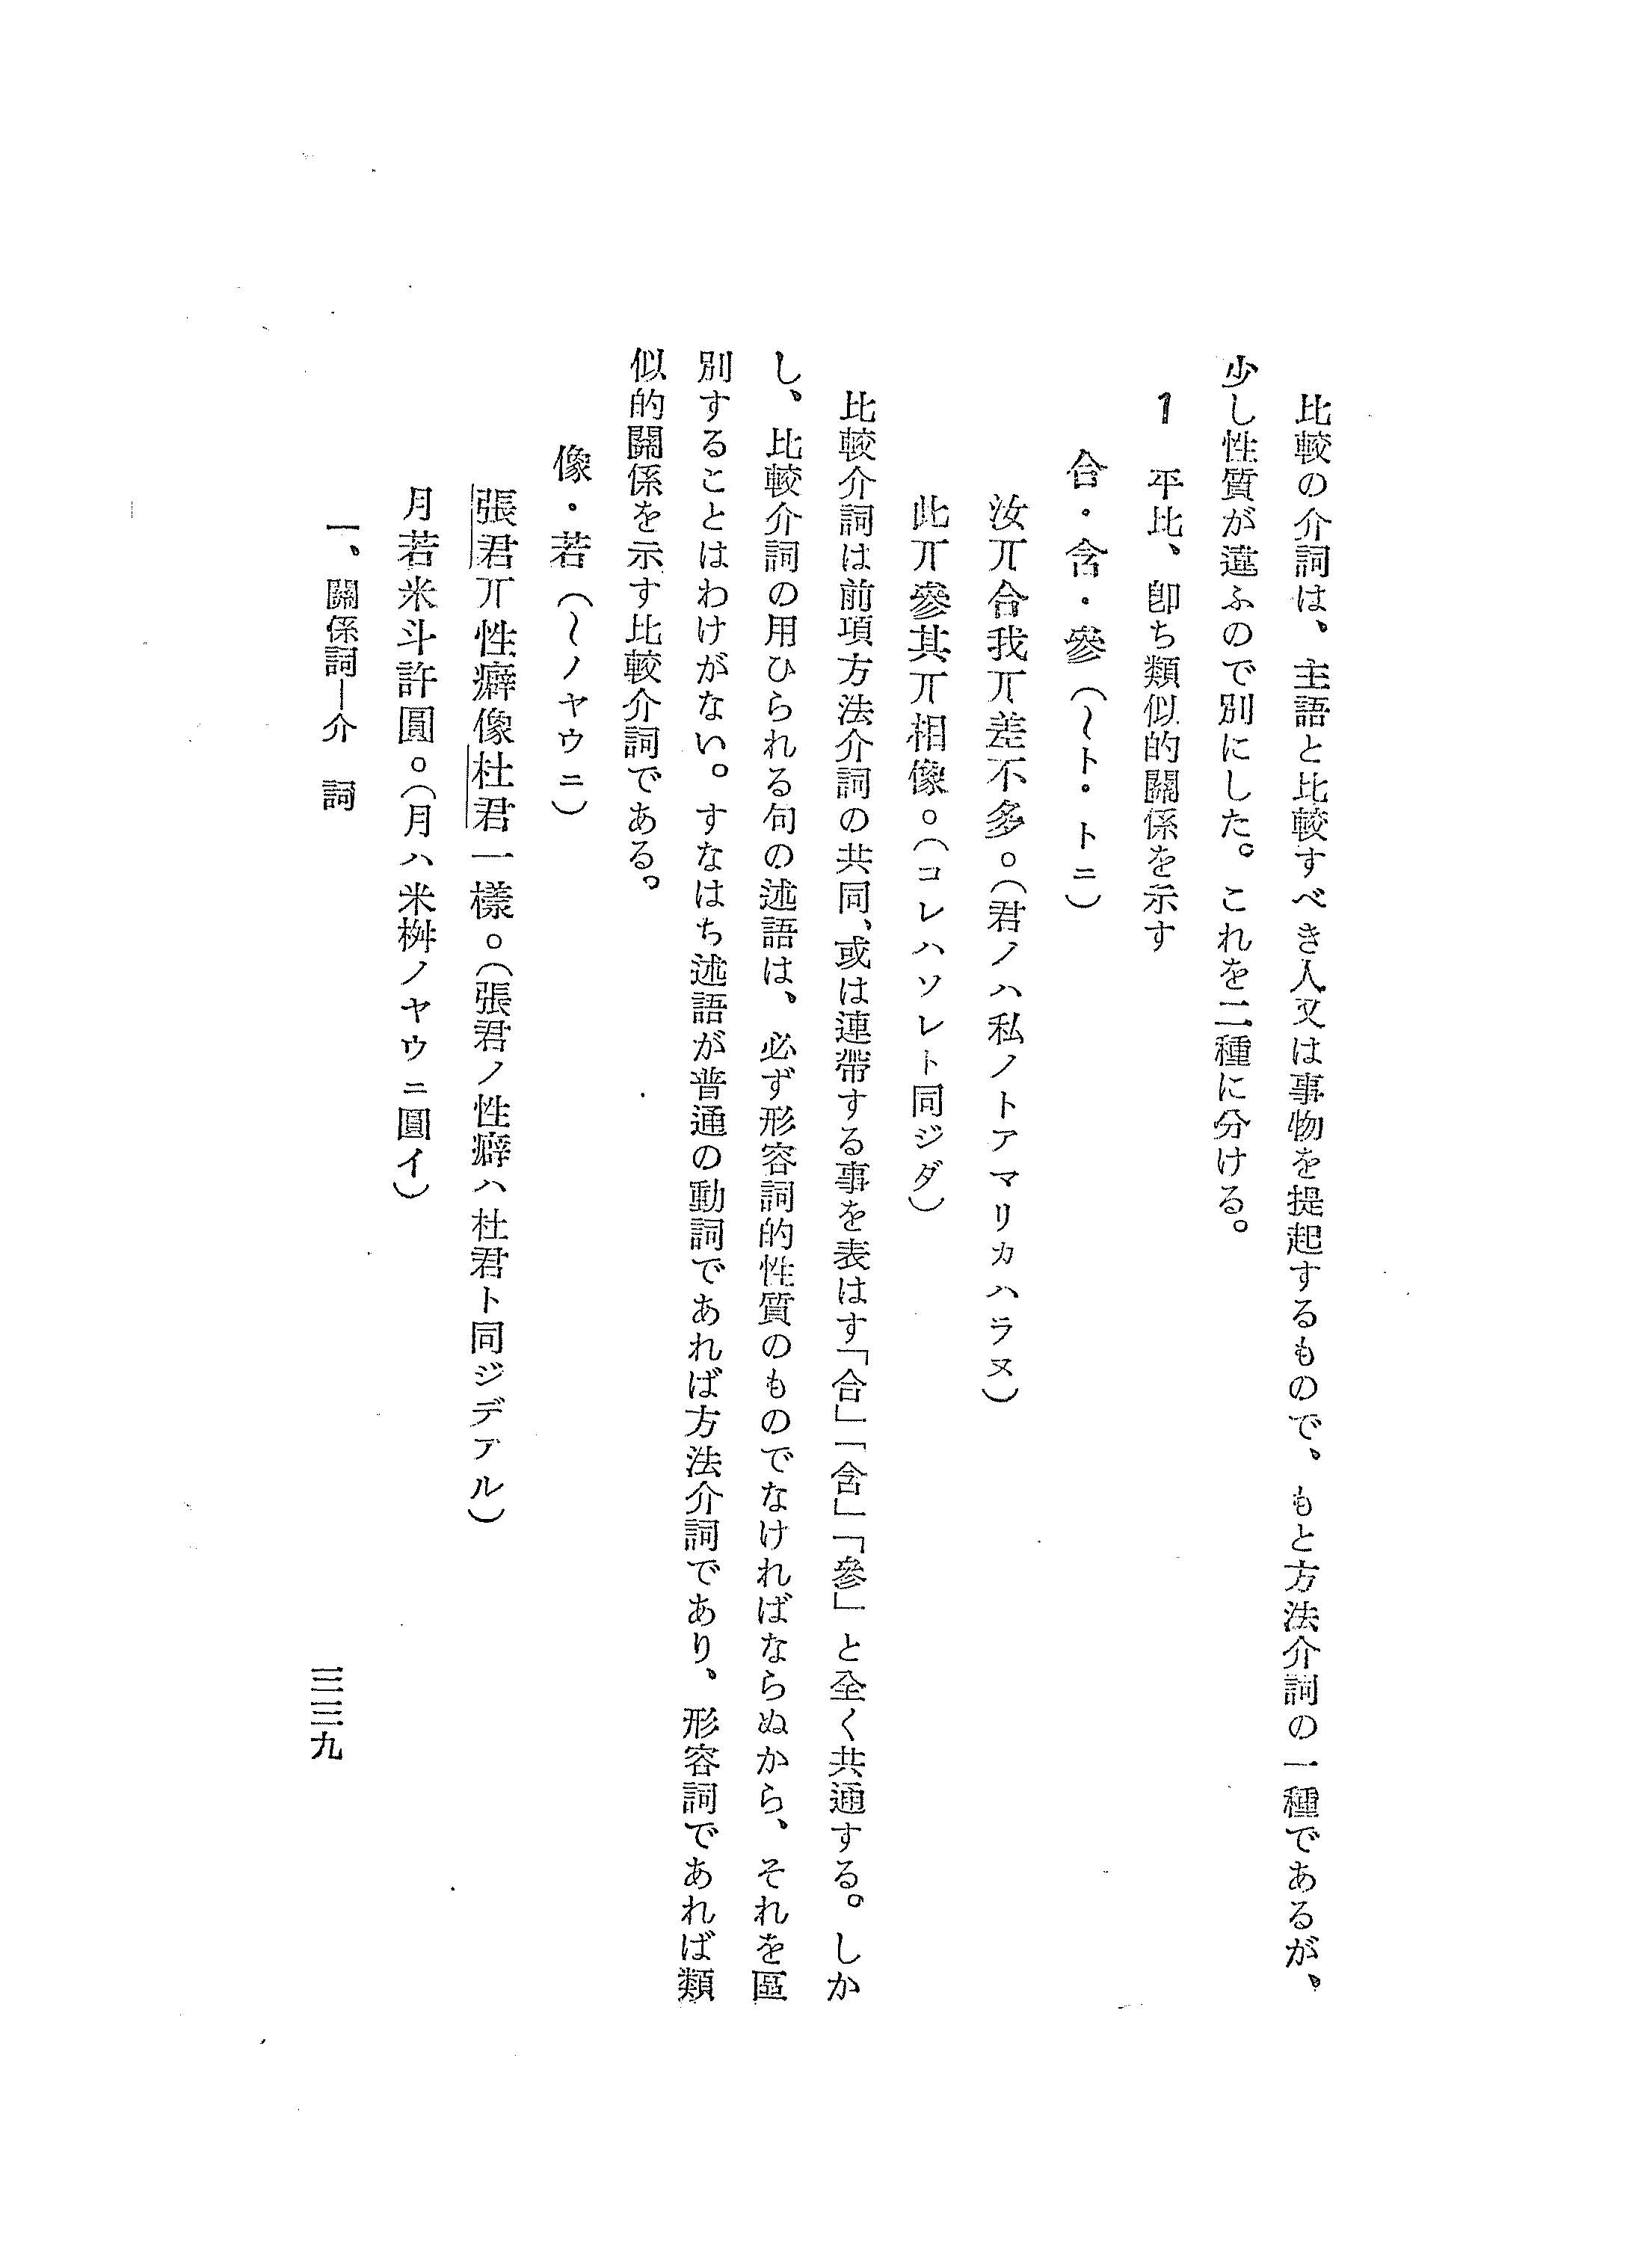 比較の介詞は、主語と比較すべき人又は事物を提起するもので、もと方法介詞の一種であるが、
少し性質が違ふので別にした。これを二種に分ける。
1 平比、卽ち類似的關係を示す
合・含・參（〜ト・トニ）
汝丌合我丌差不多。（君ノハ私ノトアマリカハラヌ）
此丌參其丌相像。（コレハソレト同ジダ）
比較介詞は前項方法介詞の共同、或は連帶する事を表はす「合」「含」「參」と全く共通する。しか
し、比較介詞の用ひられる句の述語は、必ず形容詞的性質のものでなければならぬから、それを區
別することはわけがない。すなはち述語が普通の動詞であれば方法介詞であり、形容詞であれば類
似的關係を示す比較介詞である。
像・若（〜ノヤウニ）
張君丌性癖像杜君一樣。（張君ノ性癖ハ杜君ト同ジデアル）
月若米斗許圓。（月ハ米桝ノヤウニ圓イ）
一、關係詞―介 詞
三三九